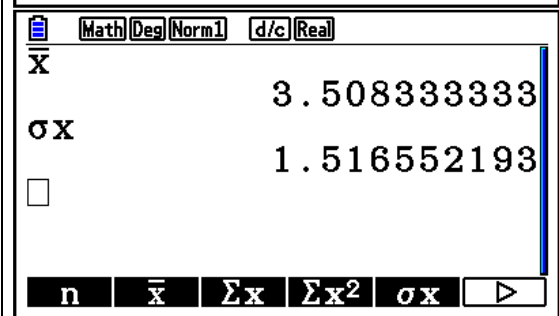 Math Deg Norm1 d/c Real
x̅
3.508333333
σx
1.516552193
n x̅ Σx Σx² σx ▷